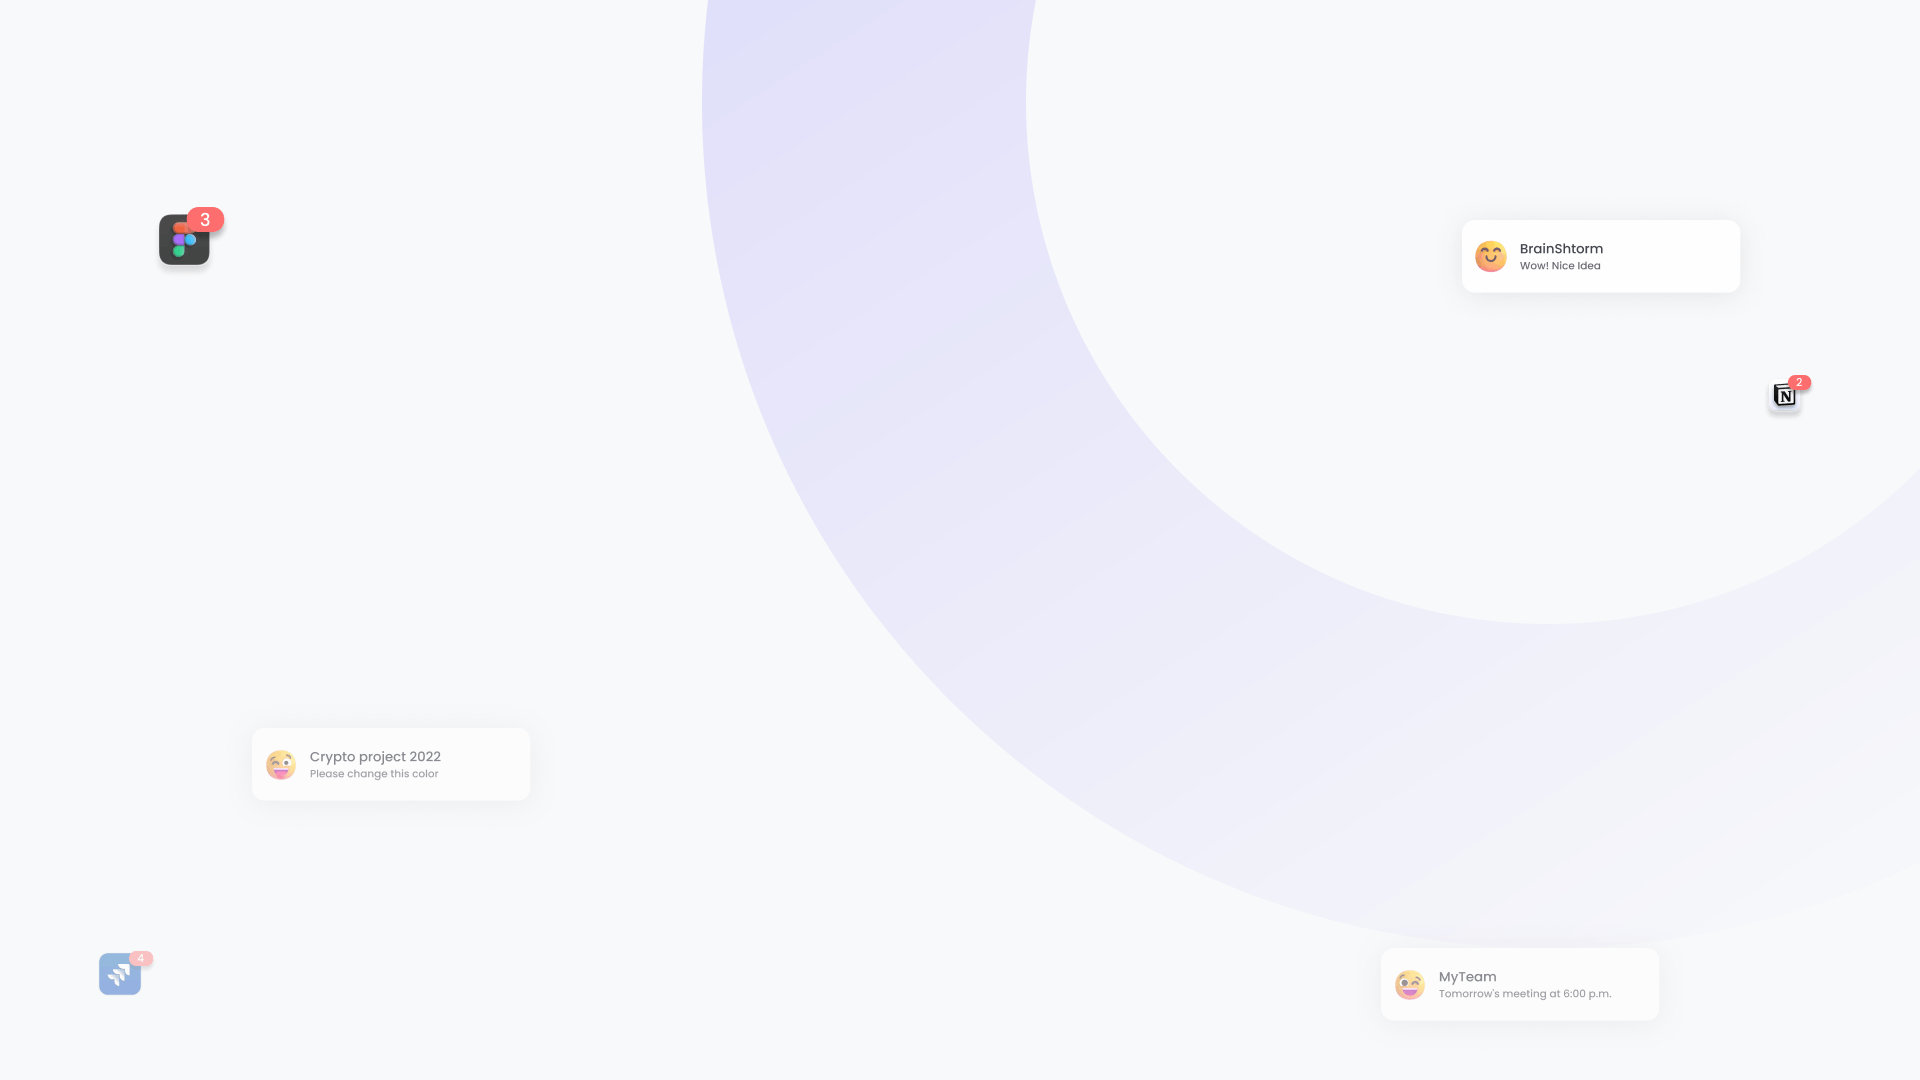 3
BrainShtorm
Wow! Nice Idea
2
N
Crypto project 2022
Please change this color
4
MyTeam
Tomorrow's meeting at 6:00 p.m.